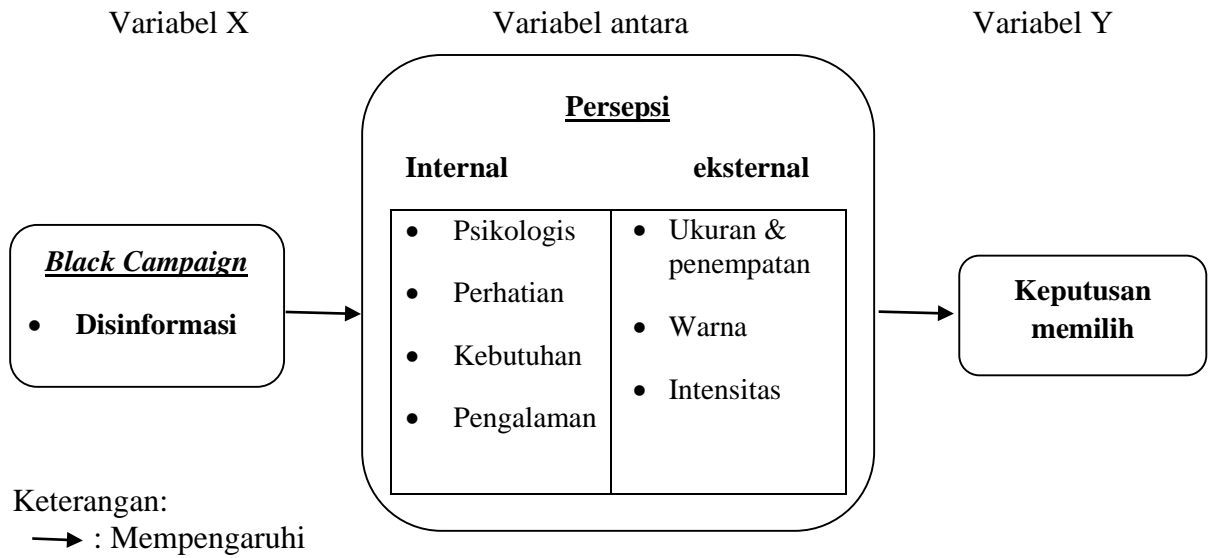 Variabel X
Variabel antara
Variabel Y
Black Campaign
• Disinformasi
Persepsi
Internal
eksternal
• Psikologis
• Perhatian
• Kebutuhan
• Pengalaman
• Ukuran &
penempatan
• Warna
• Intensitas
Keputusan
memilih
Keterangan:
: Mempengaruhi